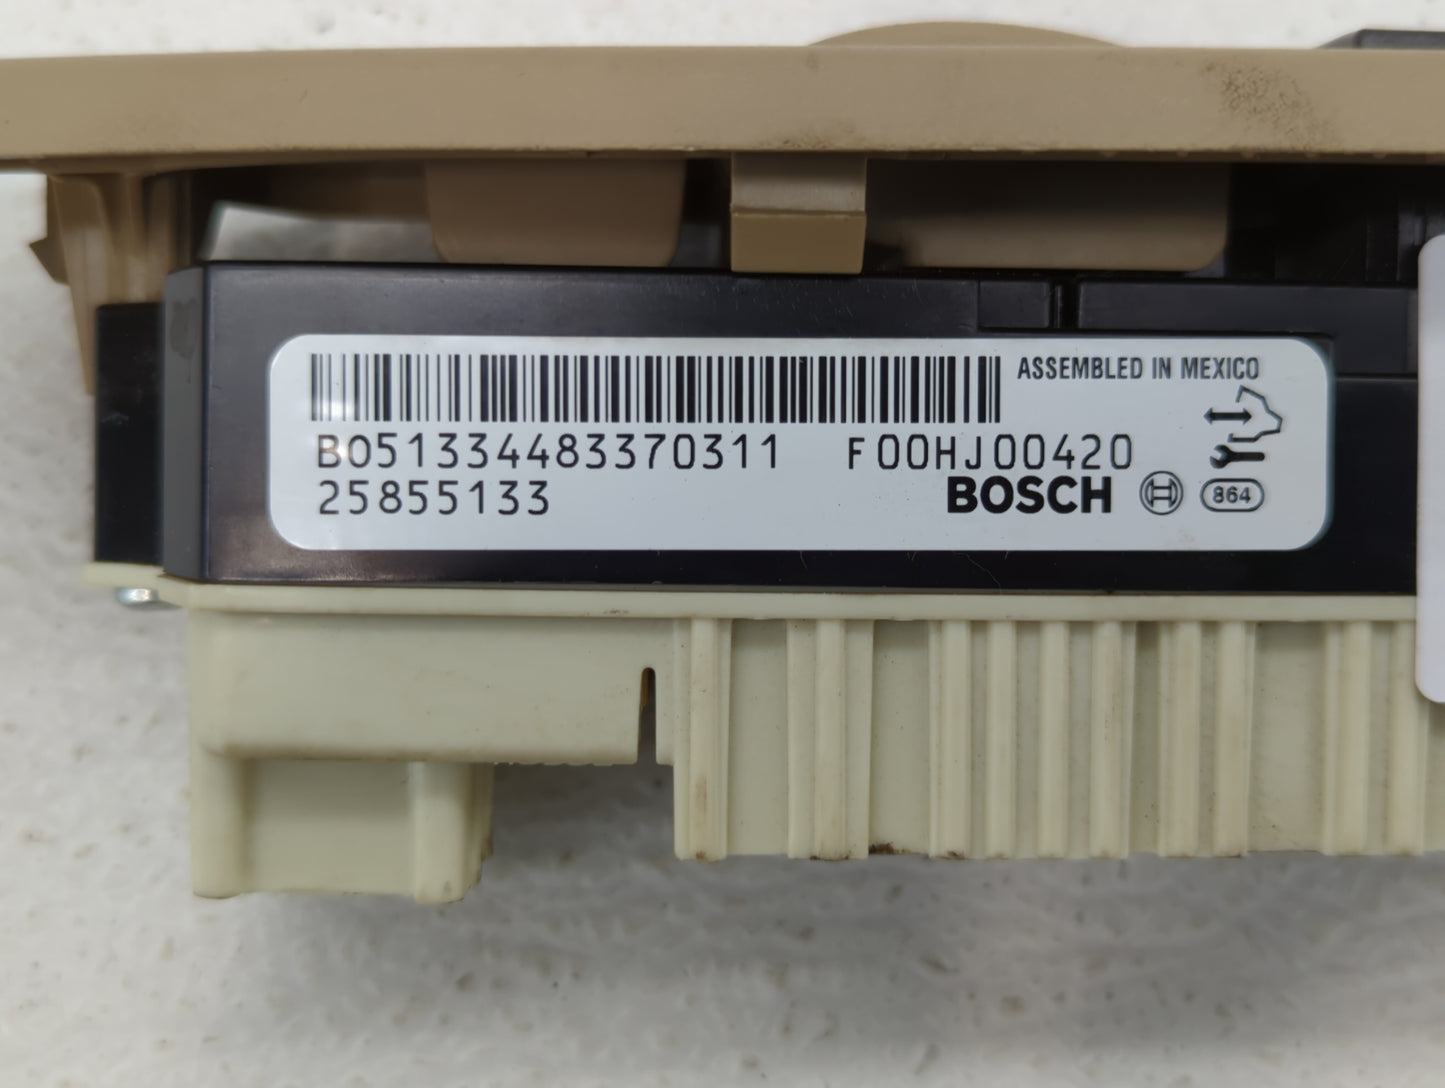 ASSEMBLED IN MEXICO
B051334483370311 F00HJ00420
25855133 BOSCH 864